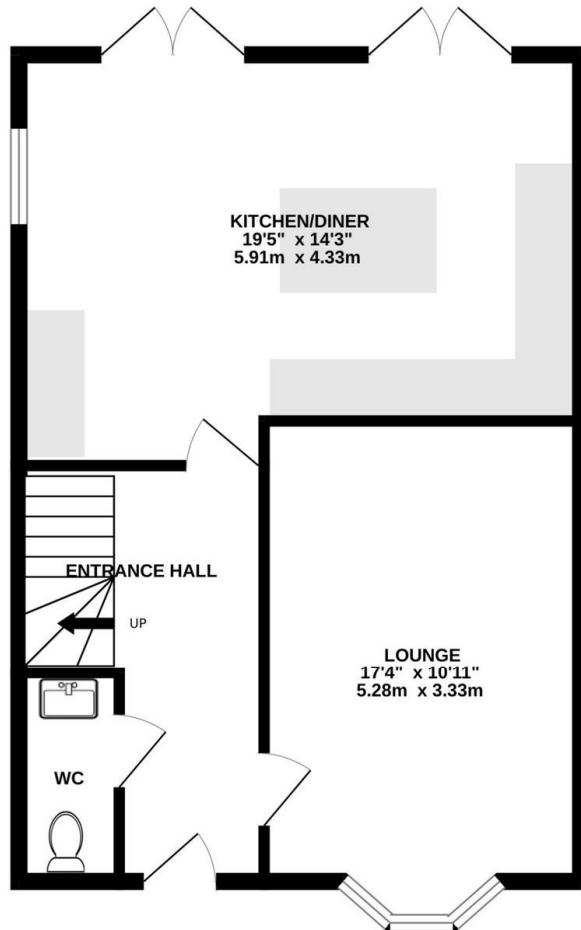 KITCHEN/DINER
19'5" x 14'3"
5.91m x 4.33m
ENTRANCE HALL
UP
LOUNGE
17'4" x 10'11"
5.28m x 3.33m
WC